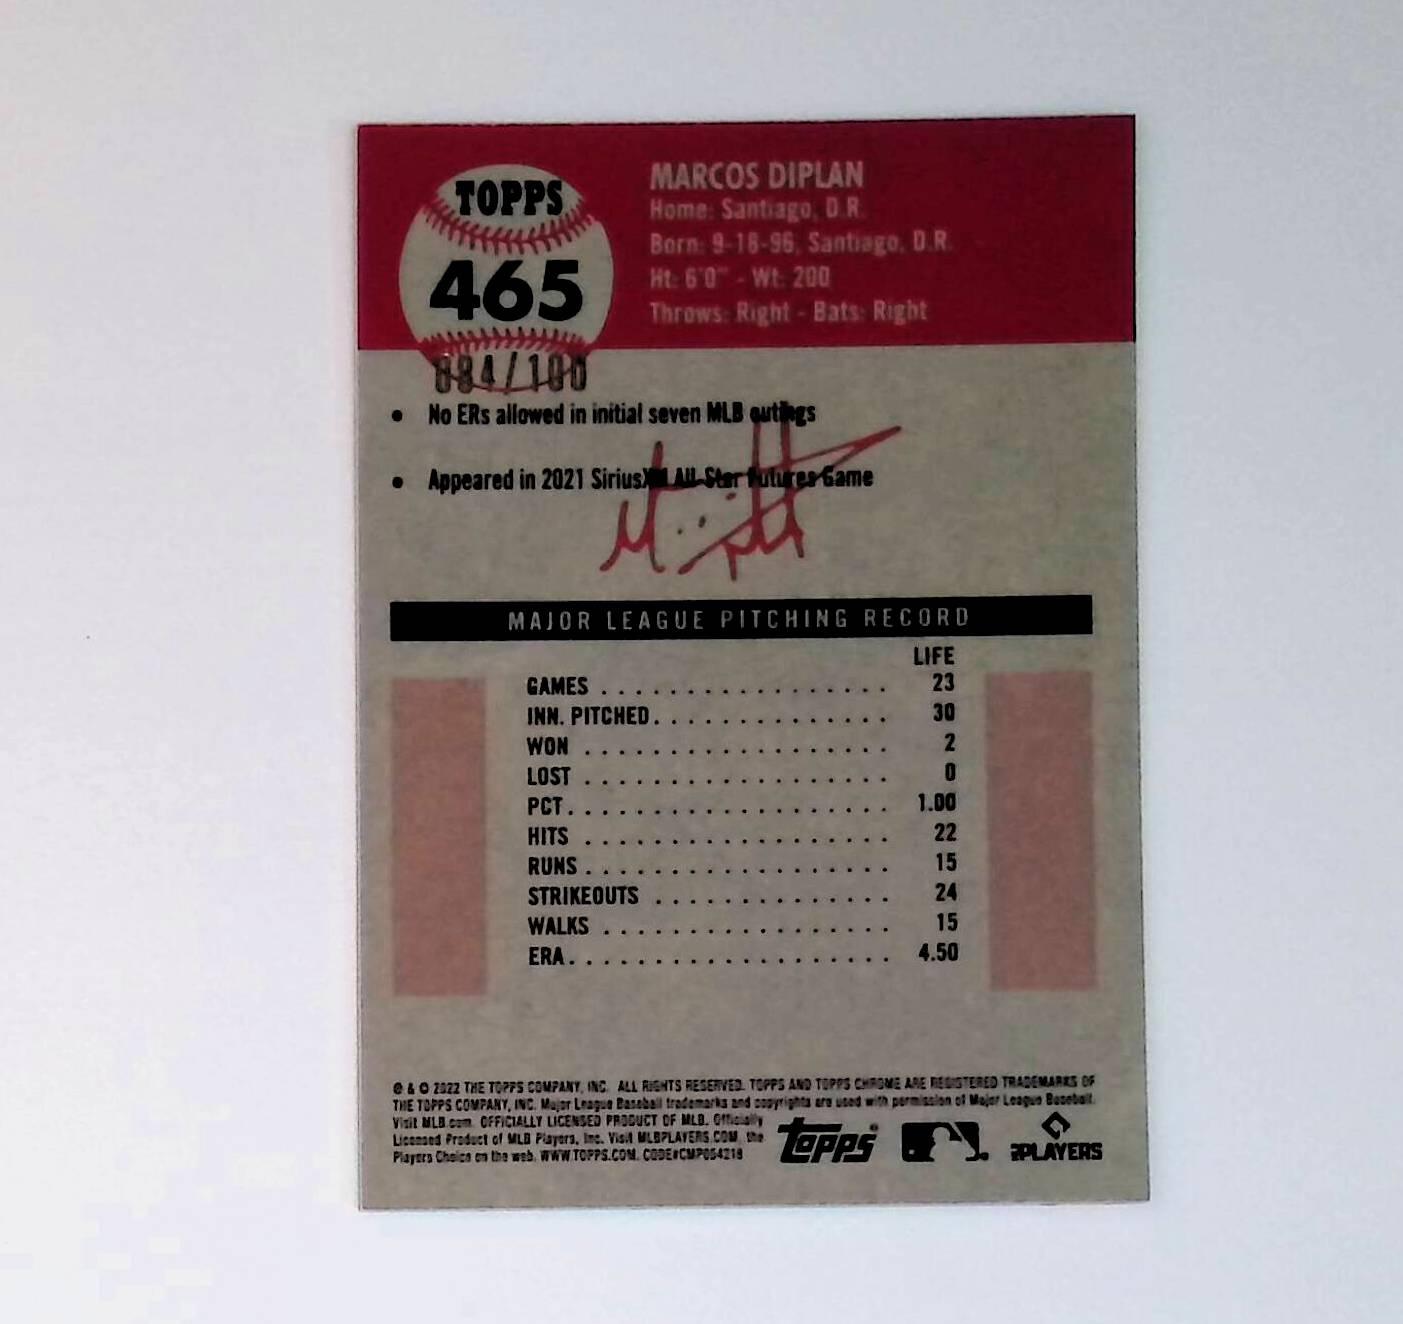 TOPPS
465
084/100
MARCOS DIPLAN
Home: Santiago, D.R.
Born: 9-18-96, Santiago, D.R.
Ht: 6'0" - Wt: 200
Throws: Right - Bats: Right
• No ERs allowed in initial seven MLB outings
• Appeared in 2021 SiriusXM All-Star Futures Game
MAJOR LEAGUE PITCHING RECORD
LIFE
GAMES . . . . . . . . . . . . . . . . . 23
INN. PITCHED. . . . . . . . . . . . . . 30
WON . . . . . . . . . . . . . . . . . . 2
LOST . . . . . . . . . . . . . . . . . . 0
PCT. . . . . . . . . . . . . . . . . . . 1.00
HITS . . . . . . . . . . . . . . . . . . 22
RUNS . . . . . . . . . . . . . . . . . . 15
STRIKEOUTS . . . . . . . . . . . . . . 24
WALKS . . . . . . . . . . . . . . . . . 15
ERA. . . . . . . . . . . . . . . . . . . 4.50
® & © 2022 THE TOPPS COMPANY, INC. ALL RIGHTS RESERVED. TOPPS AND TOPPS CHROME ARE REGISTERED TRADEMARKS OF
THE TOPPS COMPANY, INC. Major League Baseball trademarks and copyrights are used with permission of Major League Baseball.
Visit MLB.com. OFFICIALLY LICENSED PRODUCT OF MLB. Officially
Licensed Product of MLB Players, Inc. Visit MLBPLAYERS.COM, the
Players Choice on the web. WWW.TOPPS.COM. CODE#CMP054218
topps®
PLAYERS